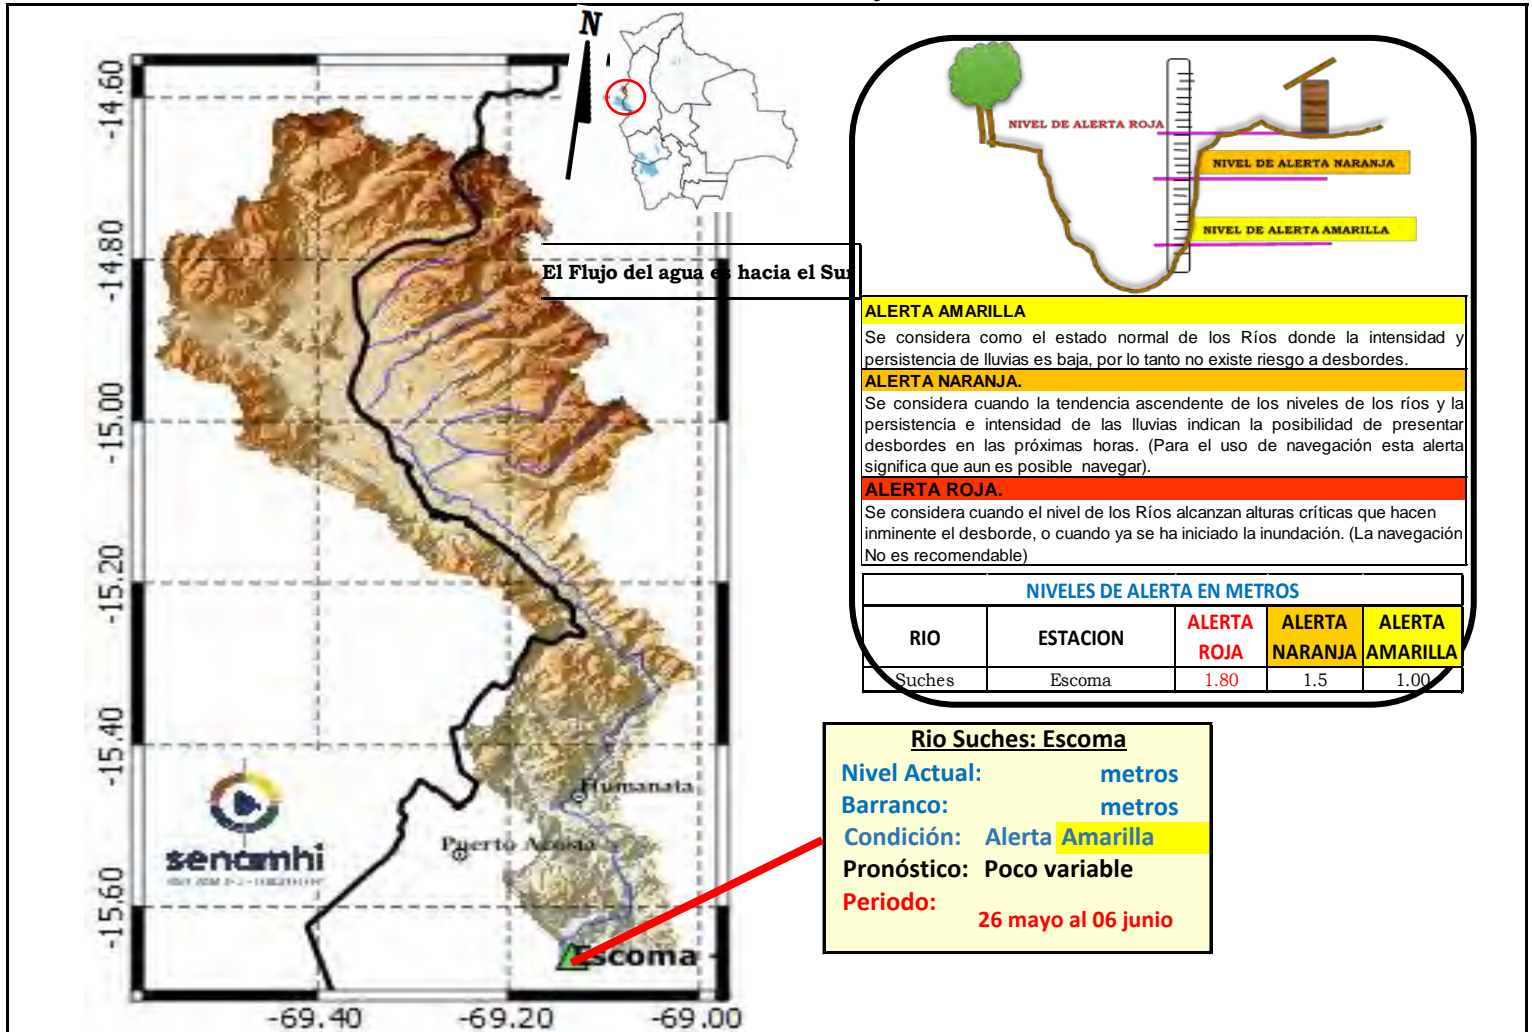 N
-14.60
-14.80
-15.00
-15.20
-15.40
-15.60
-69.40
-69.20
-69.00
El Flujo del agua es hacia el Sur
Humanata
Puerto Acosta
Escoma
senamhi
NIVEL DE ALERTA ROJA
NIVEL DE ALERTA NARANJA
NIVEL DE ALERTA AMARILLA
ALERTA AMARILLA
Se considera como el estado normal de los Ríos donde la intensidad y
persistencia de lluvias es baja, por lo tanto no existe riesgo a desbordes.
ALERTA NARANJA.
Se considera cuando la tendencia ascendente de los niveles de los ríos y la
persistencia e intensidad de las lluvias indican la posibilidad de presentar
desbordes en las próximas horas. (Para el uso de navegación esta alerta
significa que aun es posible navegar).
ALERTA ROJA.
Se considera cuando el nivel de los Ríos alcanzan alturas críticas que hacen
inminente el desborde, o cuando ya se ha iniciado la inundación. (La navegación
No es recomendable)
NIVELES DE ALERTA EN METROS
RIO ESTACION ALERTA ROJA ALERTA NARANJA ALERTA AMARILLA
Suches Escoma 1.80 1.5 1.00
Rio Suches: Escoma
Nivel Actual: metros
Barranco: metros
Condición: Alerta Amarilla
Pronóstico: Poco variable
Periodo:
26 mayo al 06 junio